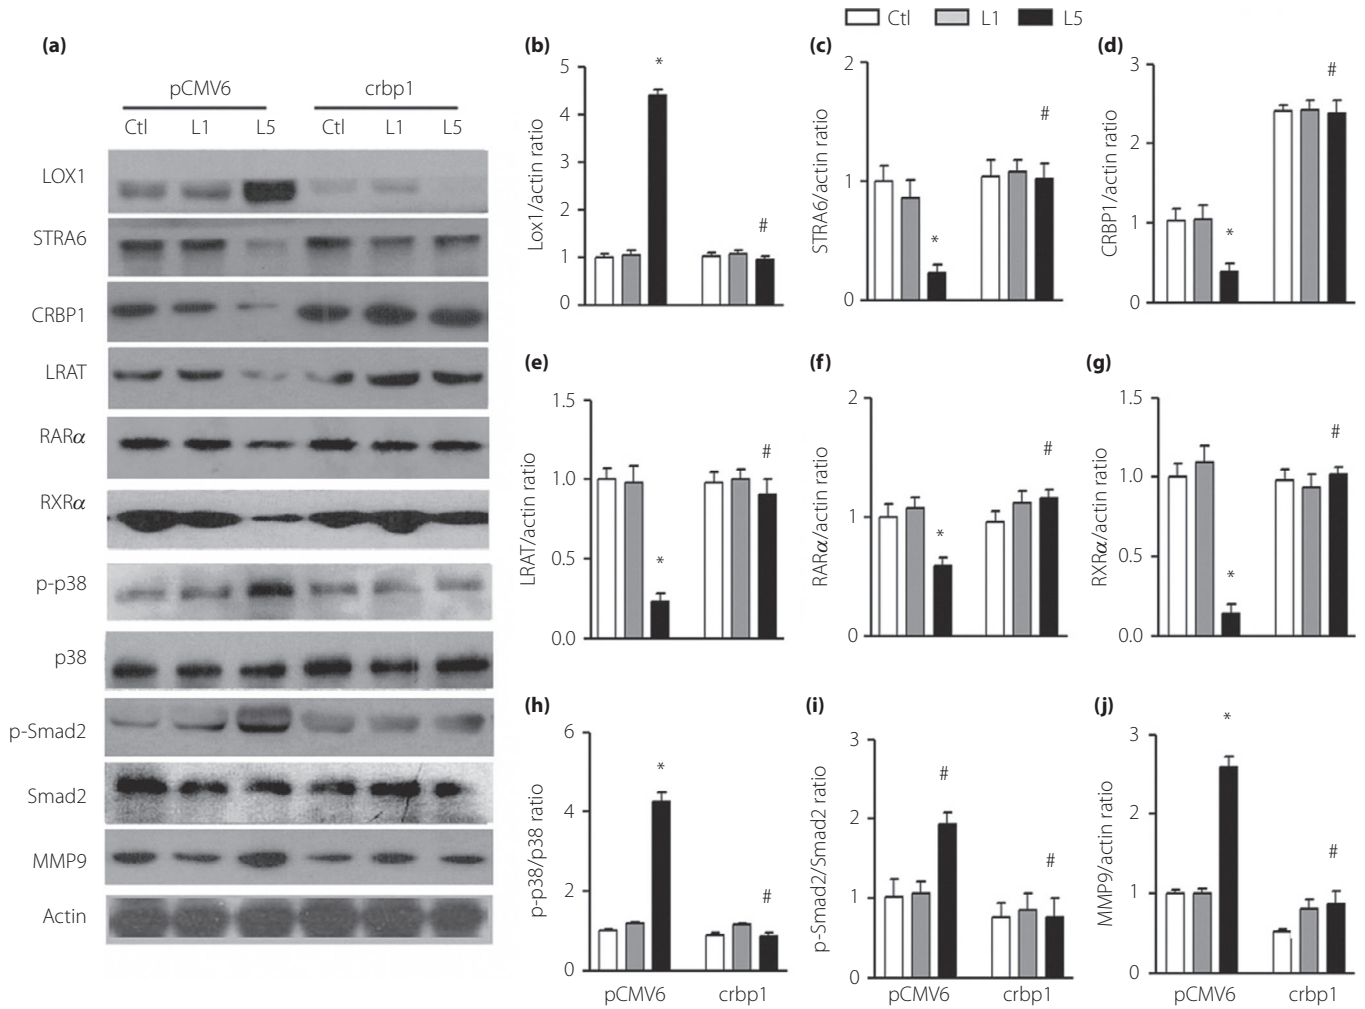 Ctl L1 L5
(a)
pCMV6 crbp1
Ctl L1 L5 Ctl L1 L5
LOX1
STRA6
CRBP1
LRAT
RARα
RXRα
p-p38
p38
p-Smad2
Smad2
MMP9
Actin
(b)
Lox1/actin ratio
5
4
3
2
1
0
*
#
(c)
STRA6/actin ratio
2
1
0
*
#
(d)
CRBP1/actin ratio
3
2
1
0
*
#
(e)
LRAT/actin ratio
1.5
1.0
0.5
0.0
*
#
(f)
RARα/actin ratio
2
1
0
*
#
(g)
RXRα/actin ratio
1.5
1.0
0.5
0.0
*
#
(h)
p-p38/p38 ratio
6
4
2
0
*
#
pCMV6 crbp1
(i)
p-Smad2/Smad2 ratio
3
2
1
0
#
#
pCMV6 crbp1
(j)
MMP9/actin ratio
3
2
1
0
*
#
pCMV6 crbp1